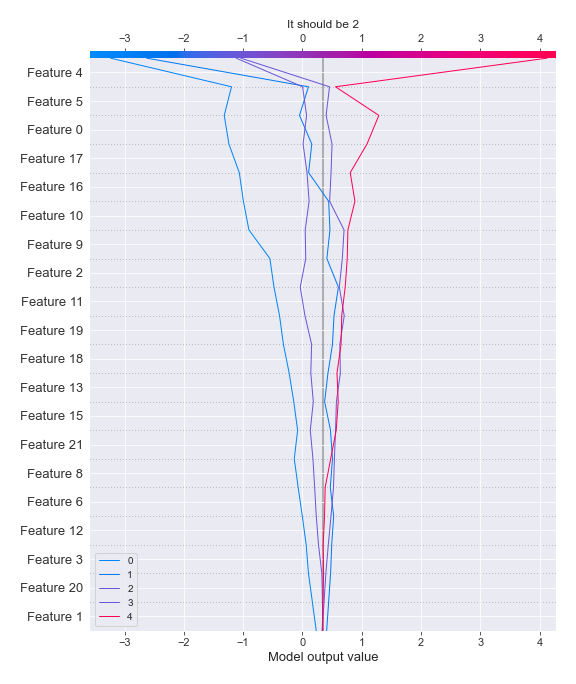 It should be 2
−3 −2 −1 0 1 2 3 4
Feature 4
Feature 5
Feature 0
Feature 17
Feature 16
Feature 10
Feature 9
Feature 2
Feature 11
Feature 19
Feature 18
Feature 13
Feature 15
Feature 21
Feature 8
Feature 6
Feature 12
Feature 3
Feature 20
Feature 1
0
1
2
3
4
−3 −2 −1 0 1 2 3 4
Model output value